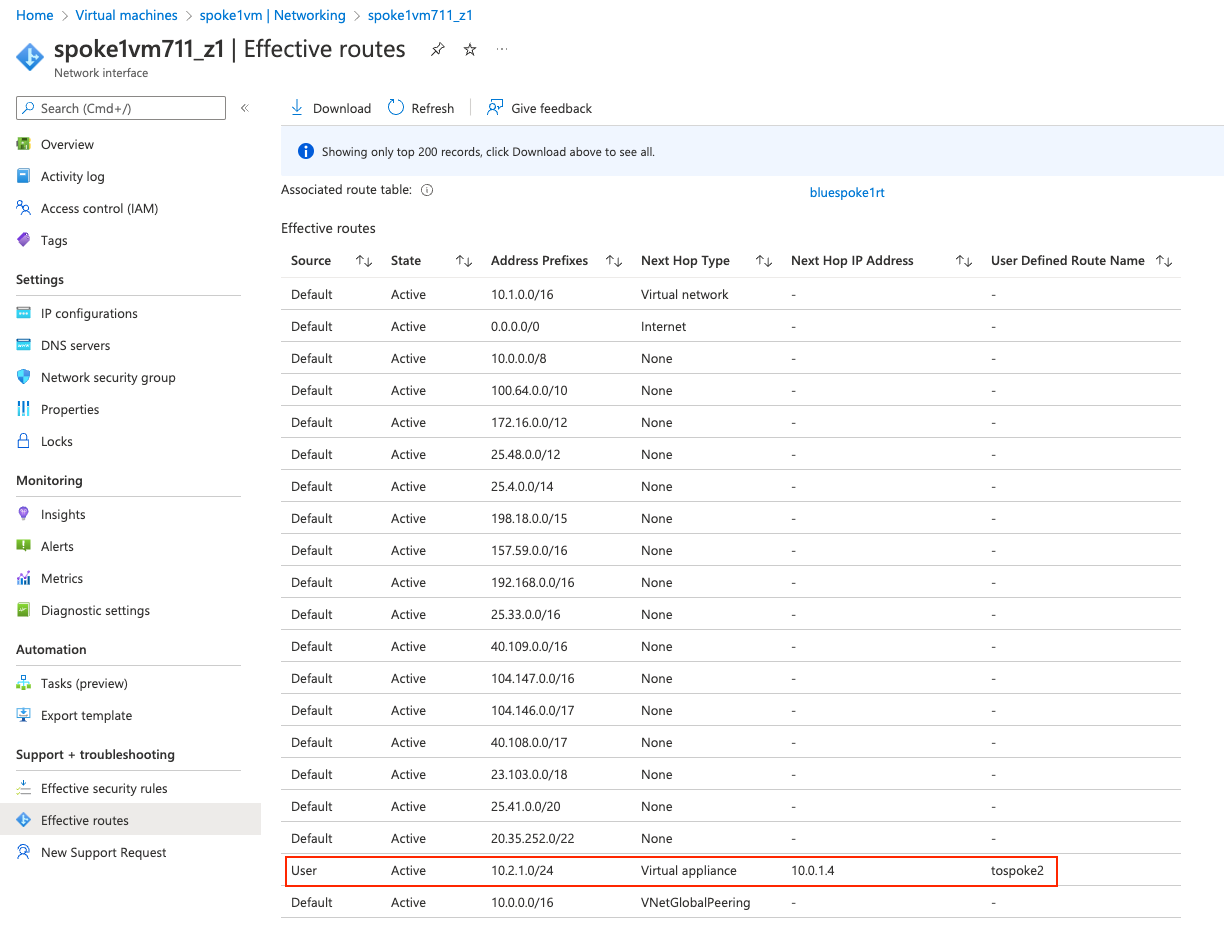 Home > Virtual machines > spoke1vm | Networking > spoke1vm711_z1
spoke1vm711_z1 | Effective routes ...
Network interface
Search (Cmd+/) «
Overview
Activity log
Access control (IAM)
Tags
Settings
IP configurations
DNS servers
Network security group
Properties
Locks
Monitoring
Insights
Alerts
Metrics
Diagnostic settings
Automation
Tasks (preview)
Export template
Support + troubleshooting
Effective security rules
Effective routes
New Support Request
Download Refresh Give feedback
Showing only top 200 records, click Download above to see all.
Associated route table: bluespoke1rt
Effective routes
Source ↑↓ State ↑↓ Address Prefixes ↑↓ Next Hop Type ↑↓ Next Hop IP Address ↑↓ User Defined Route Name ↑↓
Default Active 10.1.0.0/16 Virtual network - -
Default Active 0.0.0.0/0 Internet - -
Default Active 10.0.0.0/8 None - -
Default Active 100.64.0.0/10 None - -
Default Active 172.16.0.0/12 None - -
Default Active 25.48.0.0/12 None - -
Default Active 25.4.0.0/14 None - -
Default Active 198.18.0.0/15 None - -
Default Active 157.59.0.0/16 None - -
Default Active 192.168.0.0/16 None - -
Default Active 25.33.0.0/16 None - -
Default Active 40.109.0.0/16 None - -
Default Active 104.147.0.0/16 None - -
Default Active 104.146.0.0/17 None - -
Default Active 40.108.0.0/17 None - -
Default Active 23.103.0.0/18 None - -
Default Active 25.41.0.0/20 None - -
Default Active 20.35.252.0/22 None - -
User Active 10.2.1.0/24 Virtual appliance 10.0.1.4 tospoke2
Default Active 10.0.0.0/16 VNetGlobalPeering - -